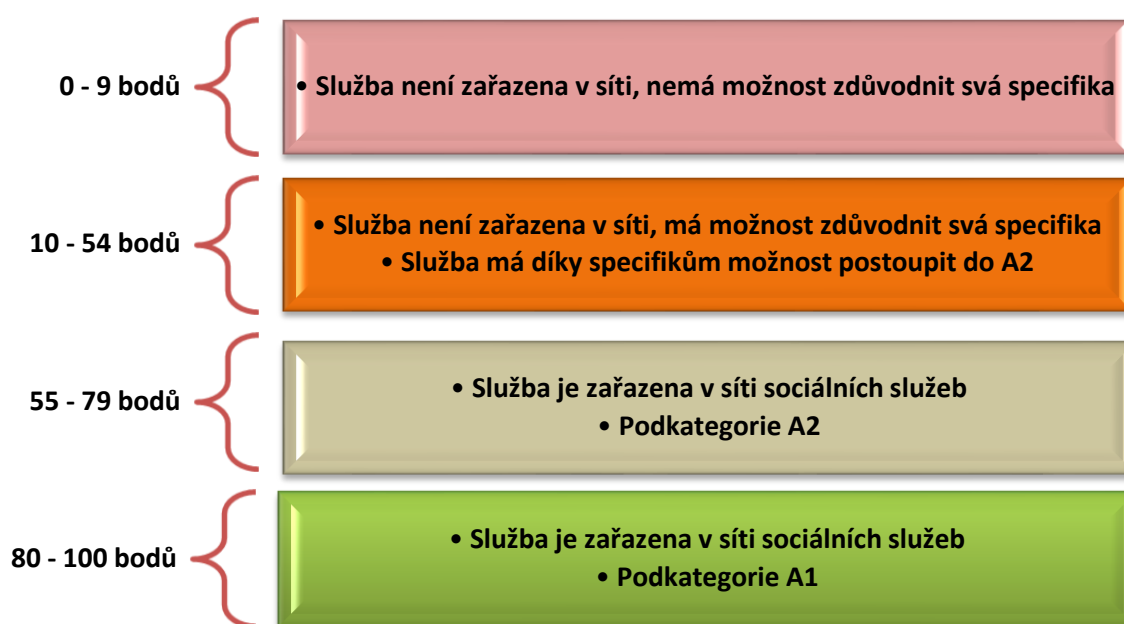 0 - 9 bodů
• Služba není zařazena v síti, nemá možnost zdůvodnit svá specifika
10 - 54 bodů
• Služba není zařazena v síti, má možnost zdůvodnit svá specifika
• Služba má díky specifikům možnost postoupit do A2
55 - 79 bodů
• Služba je zařazena v síti sociálních služeb
• Podkategorie A2
80 - 100 bodů
• Služba je zařazena v síti sociálních služeb
• Podkategorie A1